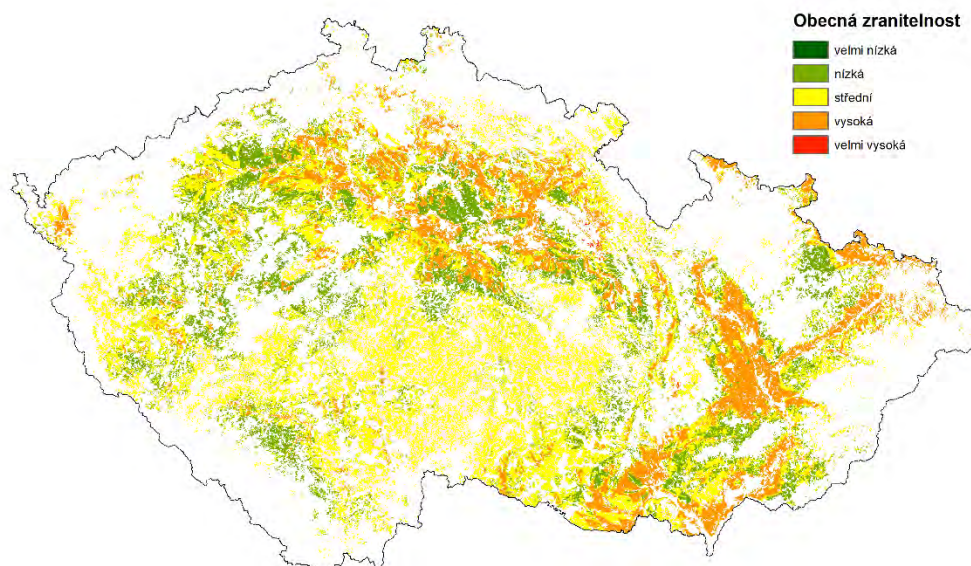 Obecná zranitelnost
velmi nízká
nízká
střední
vysoká
velmi vysoká